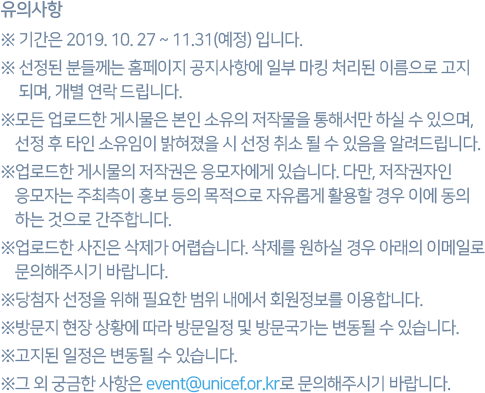 유의사항
※ 기간은 2019. 10. 27 ~ 11.31(예정) 입니다.
※ 선정된 분들께는 홈페이지 공지사항에 일부 마킹 처리된 이름으로 고지
되며, 개별 연락 드립니다.
※모든 업로드한 게시물은 본인 소유의 저작물을 통해서만 하실 수 있으며,
선정 후 타인 소유임이 밝혀졌을 시 선정 취소 될 수 있음을 알려드립니다.
※업로드한 게시물의 저작권은 응모자에게 있습니다. 다만, 저작권자인
응모자는 주최측이 홍보 등의 목적으로 자유롭게 활용할 경우 이에 동의
하는 것으로 간주합니다.
※업로드한 사진은 삭제가 어렵습니다. 삭제를 원하실 경우 아래의 이메일로
문의해주시기 바랍니다.
※당첨자 선정을 위해 필요한 범위 내에서 회원정보를 이용합니다.
※방문지 현장 상황에 따라 방문일정 및 방문국가는 변동될 수 있습니다.
※고지된 일정은 변동될 수 있습니다.
※그 외 궁금한 사항은 event@unicef.or.kr로 문의해주시기 바랍니다.